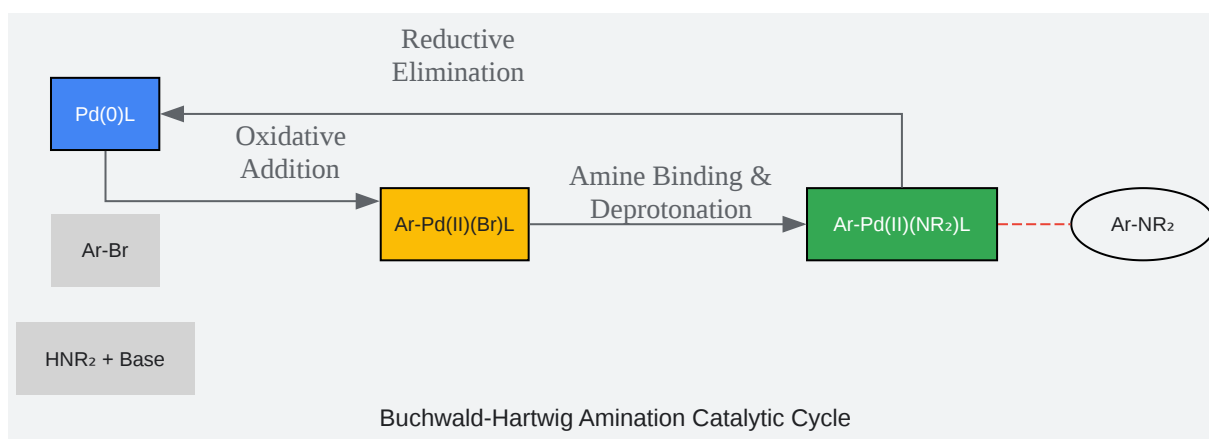 Reductive
Elimination
Pd(0)L
Oxidative
Addition
Amine Binding &
Deprotonation
Ar-Pd(II)(Br)L
Ar-Pd(II)(NR₂)L
Ar-NR₂
Ar-Br
HNR₂ + Base
Buchwald-Hartwig Amination Catalytic Cycle